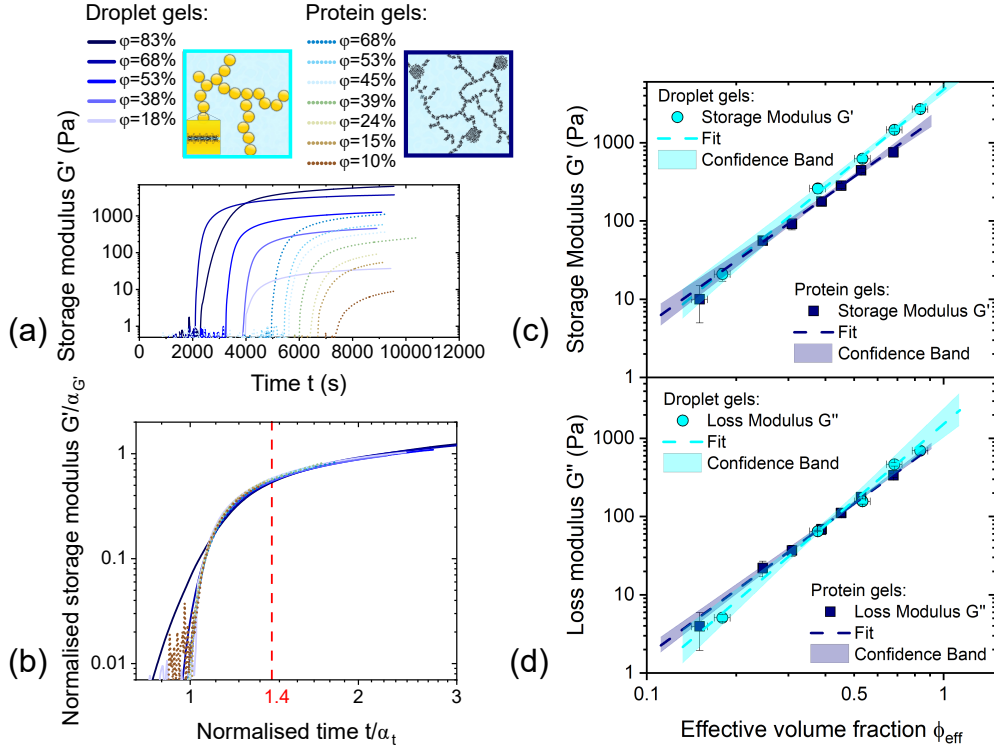 Droplet gels:
φ=83%
φ=68%
φ=53%
φ=38%
φ=18%
Protein gels:
φ=68%
φ=53%
φ=45%
φ=39%
φ=24%
φ=15%
φ=10%
(a)
Storage modulus G' (Pa)
1000
100
10
1
0
2000
4000
6000
8000
10000
12000
Time t (s)
(b)
Normalised storage modulus G'/α_G'
1
0.1
0.01
1
1.4
2
3
Normalised time t/α_t
(c)
Storage Modulus G' (Pa)
1000
100
10
1
Droplet gels:
Storage Modulus G'
Fit
Confidence Band
Protein gels:
Storage Modulus G'
Fit
Confidence Band
(d)
Loss modulus G'' (Pa)
1000
100
10
1
Droplet gels:
Loss Modulus G''
Fit
Confidence Band
Protein gels:
Loss Modulus G''
Fit
Confidence Band
0.1
0.5
1
Effective volume fraction ϕ_eff